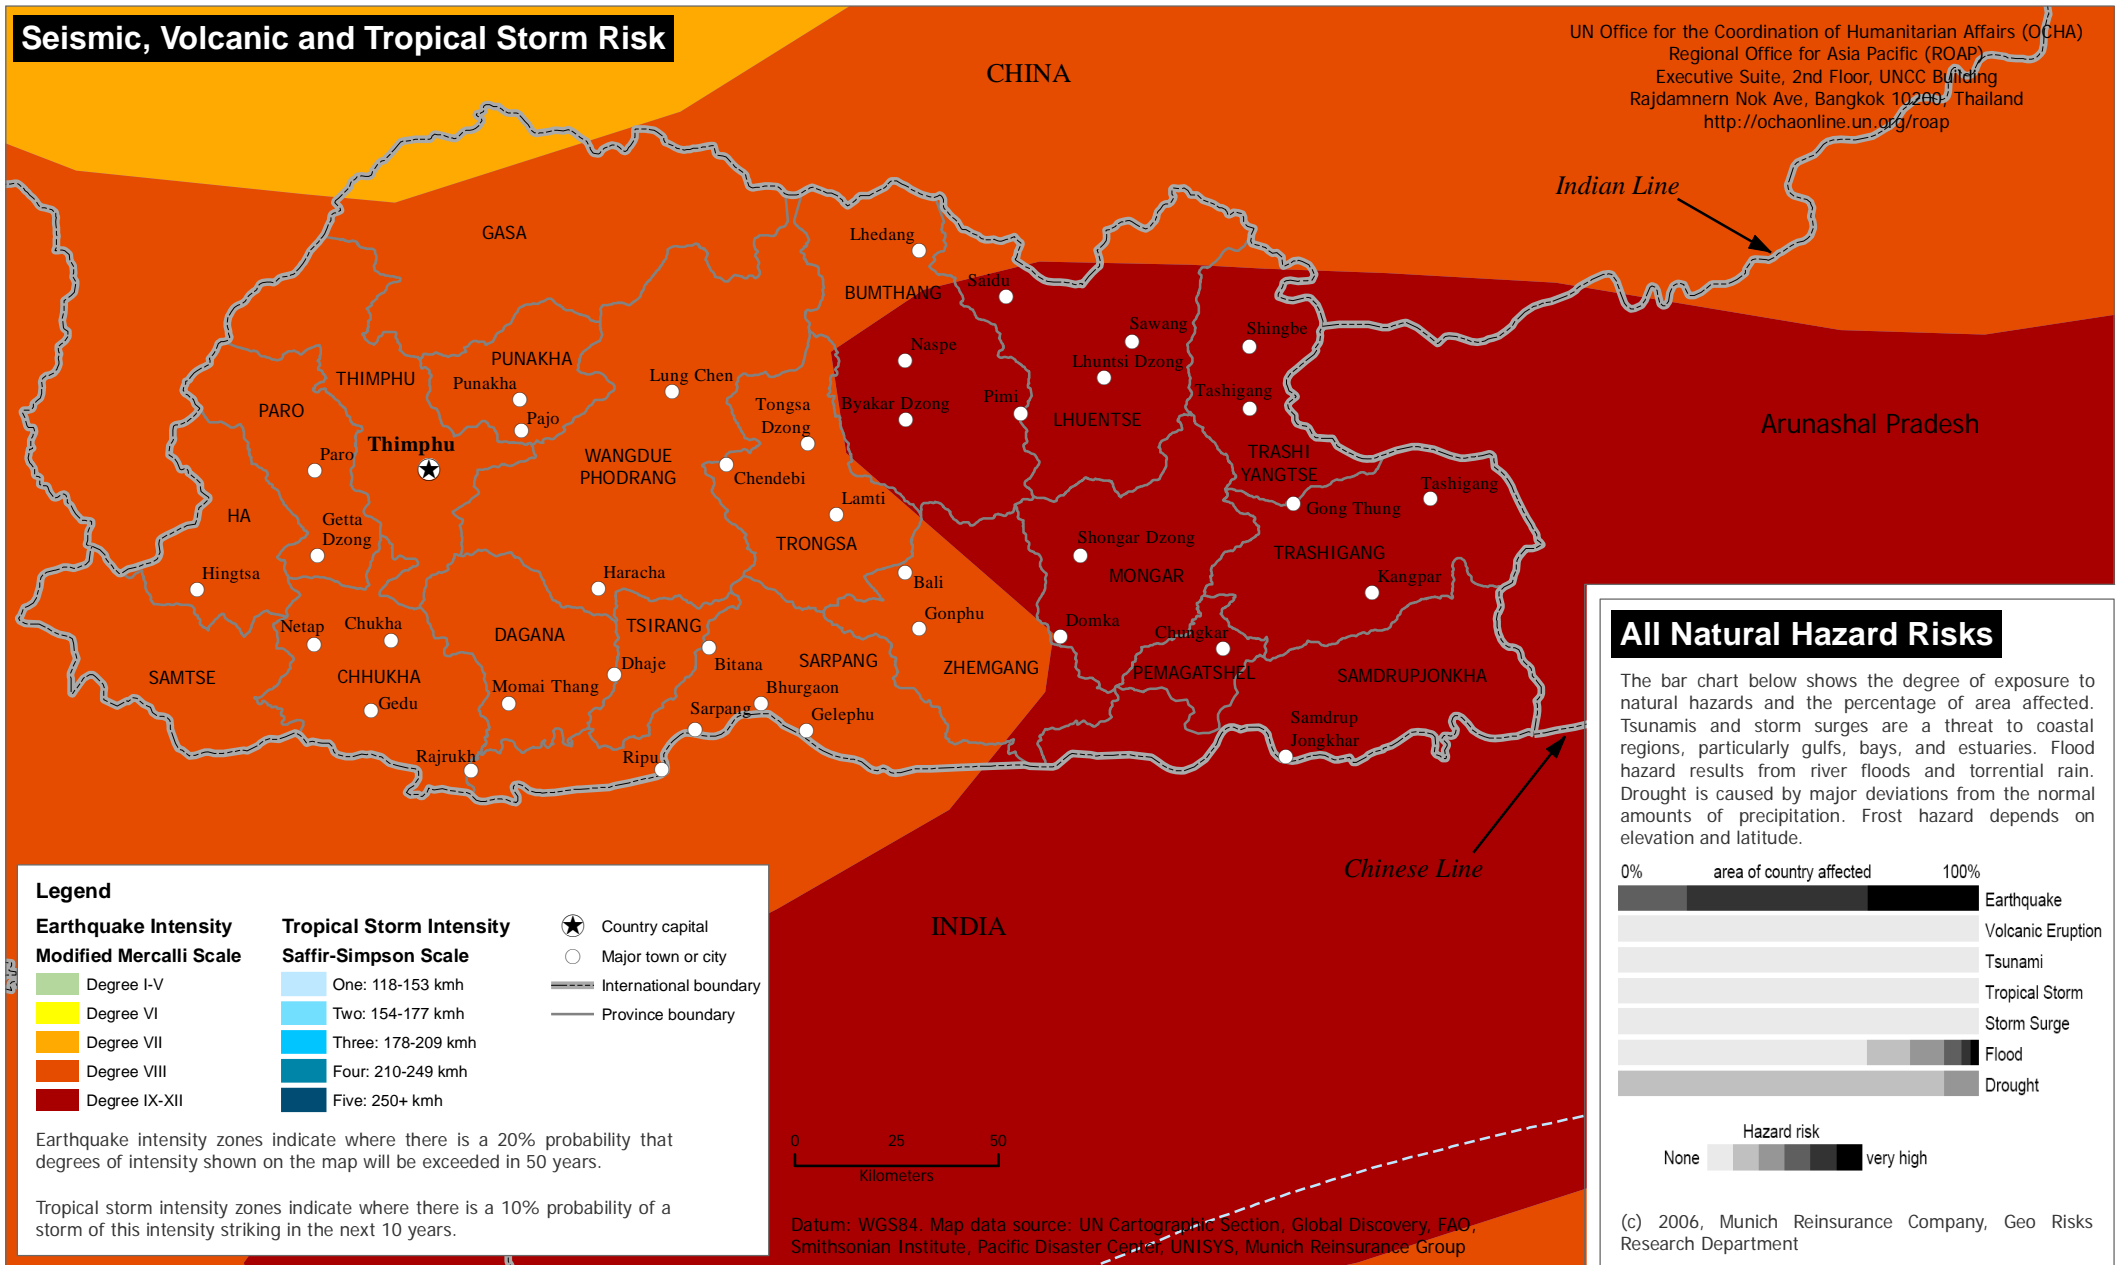 Seismic, Volcanic and Tropical Storm Risk
UN Office for the Coordination of Humanitarian Affairs (OCHA)
Regional Office for Asia Pacific (ROAP)
Executive Suite, 2nd Floor, UNCC Building
Rajdamnern Nok Ave, Bangkok 10200, Thailand
http://ochaonline.un.org/roap
CHINA
Indian Line
GASA
Lhedang
BUMTHANG
Saidu
Sawang
Shingbe
Naspe
Lhuntsi Dzong
PUNAKHA
THIMPHU
Punakha
Lung Chen
Tashigang
PARO
Pajo
Tongsa
Dzong
Byakar Dzong
Pimi
LHUENTSE
Arunashal Pradesh
Thimphu
Paro
WANGDUE
PHODRANG
Chendebi
TRASHI
YANGTSE
Tashigang
Lamti
Gong Thung
HA
Getta
Dzong
TRONGSA
Shongar Dzong
TRASHIGANG
Hingtsa
Haracha
Bali
MONGAR
Kangpar
Netap
Chukha
DAGANA
TSIRANG
Gonphu
Domka
Chungkar
SAMTSE
CHHUKHA
Dhaje
Bitana
SARPANG
ZHEMGANG
PEMAGATSHEL
SAMDRUPJONKHA
Momai Thang
Bhurgaon
Gedu
Sarpang
Gelephu
Samdrup
Jongkhar
Rajrukh
Ripu
Chinese Line
INDIA
All Natural Hazard Risks
The bar chart below shows the degree of exposure to
natural hazards and the percentage of area affected.
Tsunamis and storm surges are a threat to coastal
regions, particularly gulfs, bays, and estuaries. Flood
hazard results from river floods and torrential rain.
Drought is caused by major deviations from the normal
amounts of precipitation. Frost hazard depends on
elevation and latitude.
0% area of country affected 100%
Earthquake
Volcanic Eruption
Tsunami
Tropical Storm
Storm Surge
Flood
Drought
Hazard risk
None very high
(c) 2006, Munich Reinsurance Company, Geo Risks
Research Department
Legend
Earthquake Intensity
Modified Mercalli Scale
Degree I-V
Degree VI
Degree VII
Degree VIII
Degree IX-XII
Tropical Storm Intensity
Saffir-Simpson Scale
One: 118-153 kmh
Two: 154-177 kmh
Three: 178-209 kmh
Four: 210-249 kmh
Five: 250+ kmh
Country capital
Major town or city
International boundary
Province boundary
Earthquake intensity zones indicate where there is a 20% probability that
degrees of intensity shown on the map will be exceeded in 50 years.
Tropical storm intensity zones indicate where there is a 10% probability of a
storm of this intensity striking in the next 10 years.
0 25 50
Kilometers
Datum: WGS84. Map data source: UN Cartographic Section, Global Discovery, FAO,
Smithsonian Institute, Pacific Disaster Center, UNISYS, Munich Reinsurance Group